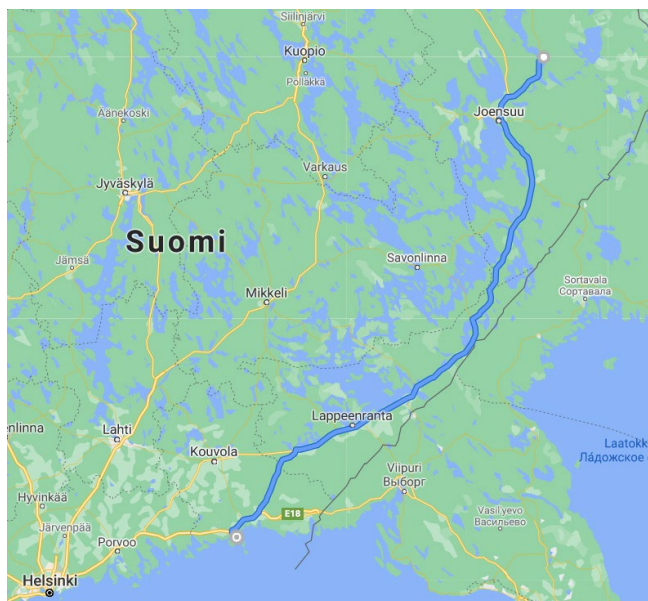 Siilinjärvi
Kuopio
Pollakka
Joensuu
Äänekoski
Varkaus
Jyväskylä
Suomi
Jämsä
Savonlinna
Mikkeli
Sortavala
Сортавала
Lappeenranta
enlinna
Lahti
Kouvola
Laatokk
Ла́дожское о
Viipuri
Выборг
Hyvinkää
E18
Vasil'yevo
Васильево
Järvenpää
Porvoo
Helsinki